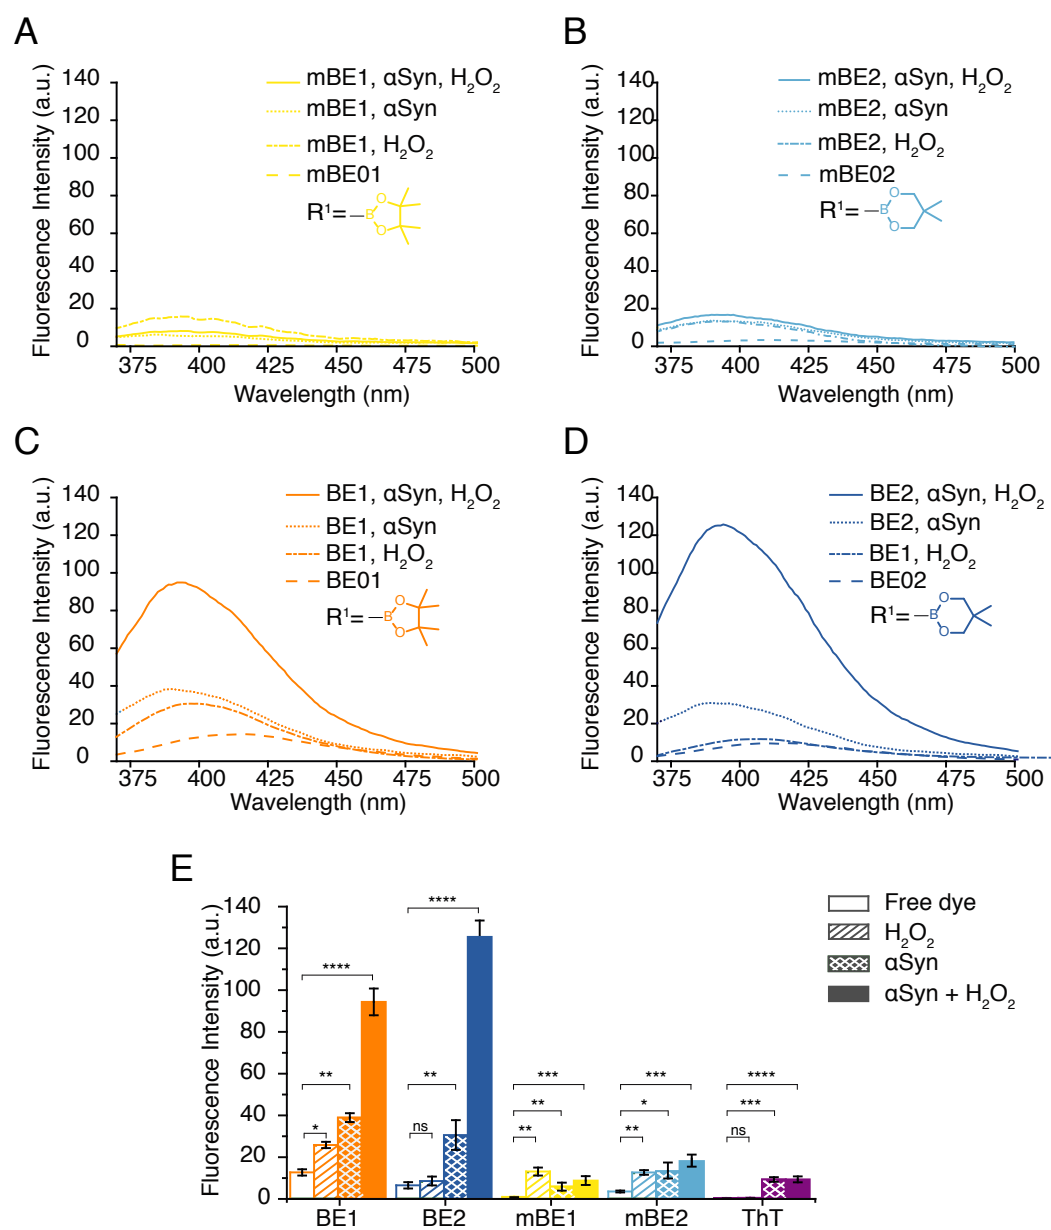 A
140
120
100
80
60
40
20
0
Fluorescence Intensity (a.u.)
mBE1, αSyn, H₂O₂
mBE1, αSyn
mBE1, H₂O₂
mBE01
R¹=
B
O
O
375 400 425 450 475 500
Wavelength (nm)
B
140
120
100
80
60
40
20
0
Fluorescence Intensity (a.u.)
mBE2, αSyn, H₂O₂
mBE2, αSyn
mBE2, H₂O₂
mBE02
R¹=
B
O
O
375 400 425 450 475 500
Wavelength (nm)
C
140
120
100
80
60
40
20
0
Fluorescence Intensity (a.u.)
BE1, αSyn, H₂O₂
BE1, αSyn
BE1, H₂O₂
BE01
R¹=
B
O
O
375 400 425 450 475 500
Wavelength (nm)
D
140
120
100
80
60
40
20
0
Fluorescence Intensity (a.u.)
BE2, αSyn, H₂O₂
BE2, αSyn
BE1, H₂O₂
BE02
R¹=
B
O
O
375 400 425 450 475 500
Wavelength (nm)
E
140
120
100
80
60
40
20
0
Fluorescence Intensity (a.u.)
Free dye
H₂O₂
αSyn
αSyn + H₂O₂
****
**
*
****
**
ns
***
**
**
***
*
**
****
***
ns
BE1 BE2 mBE1 mBE2 ThT